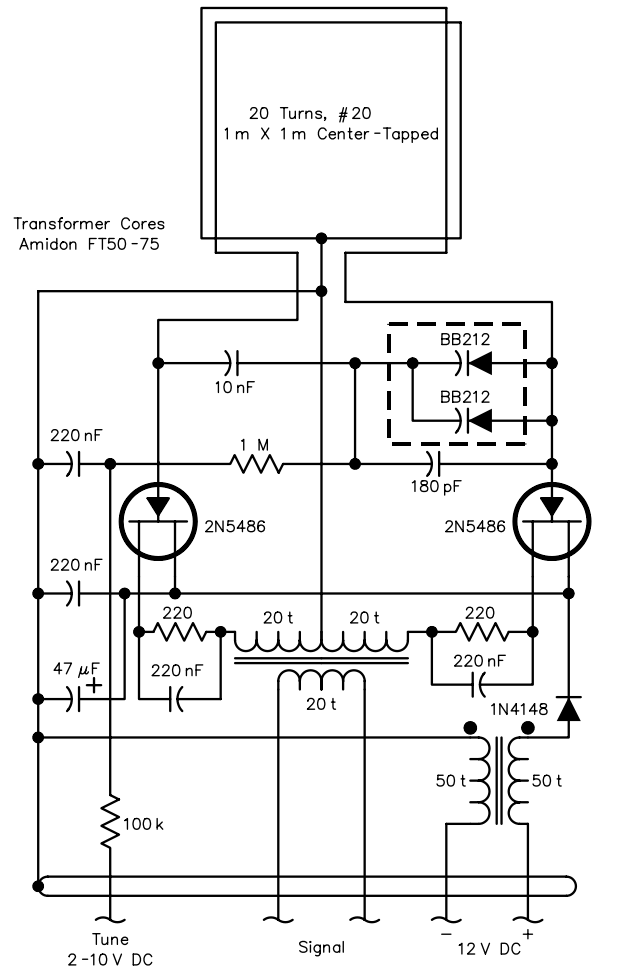 20 Turns, #20
1m X 1m Center-Tapped
Transformer Cores
Amidon FT50-75
BB212
10 nF
BB212
220 nF
1 M
180 pF
2N5486
2N5486
220 nF
220
20 t
20 t
220
47 µF
+
220 nF
220 nF
20 t
1N4148
50 t
50 t
100 k
Tune
2-10 V DC
Signal
- +
12 V DC